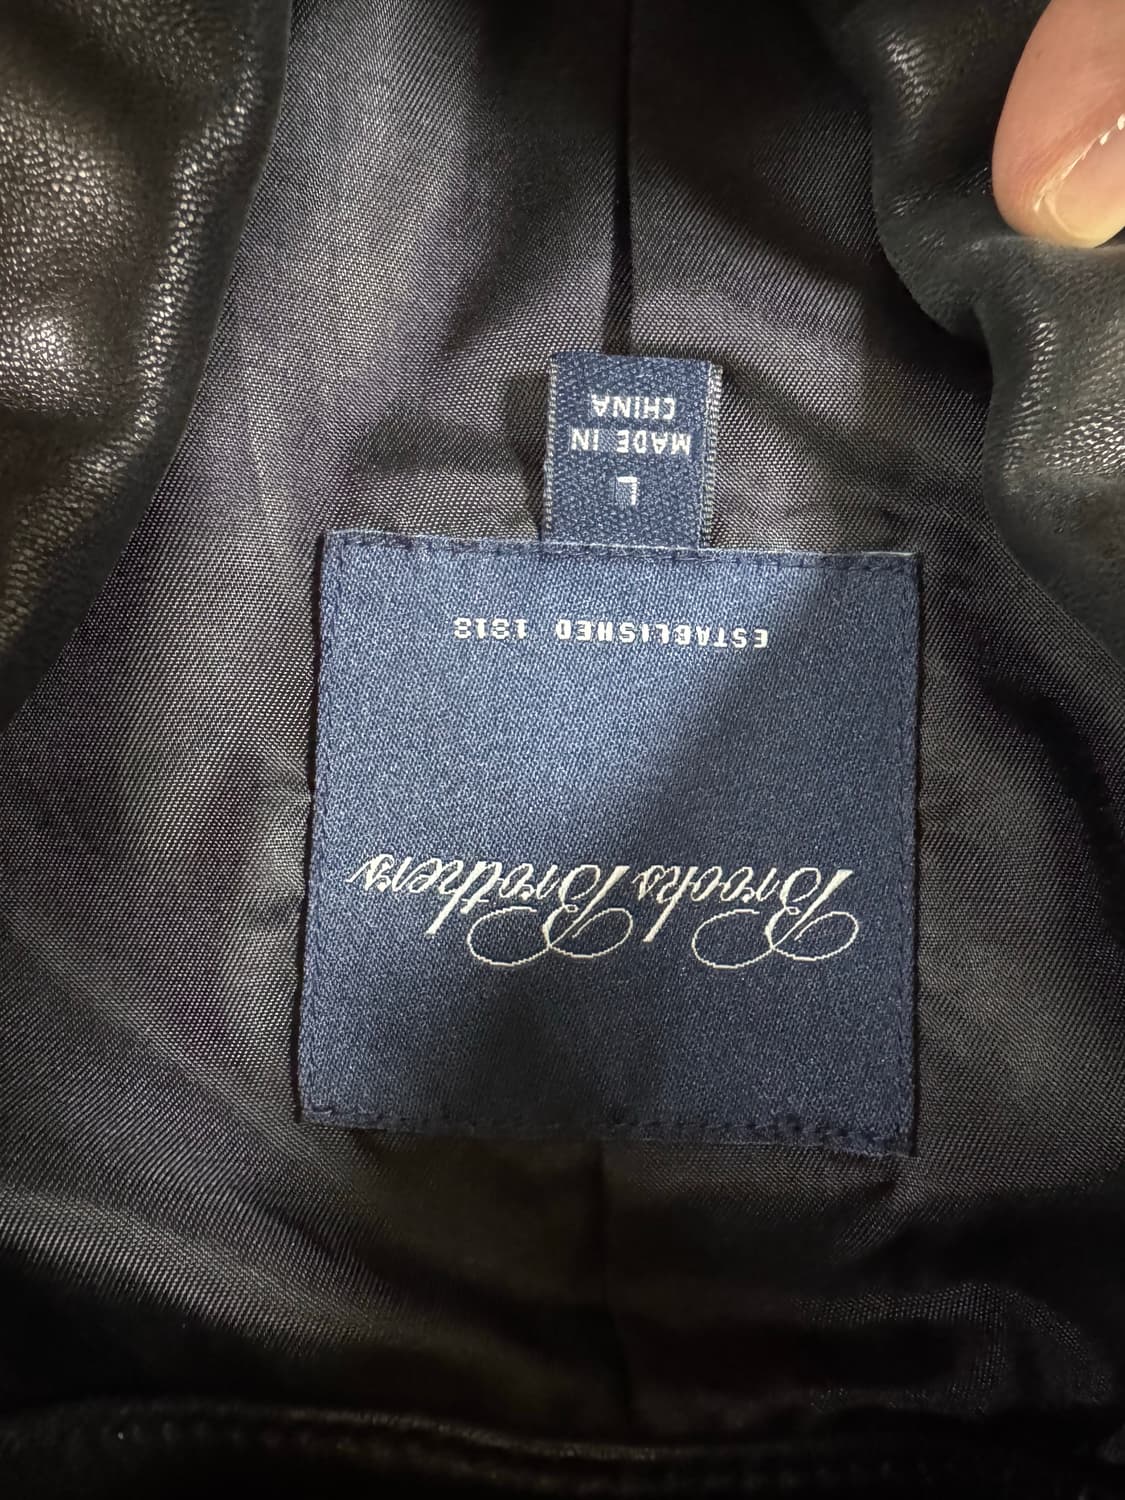 Brooks Brothers
ESTABLISHED 1818
L
MADE IN
CHINA